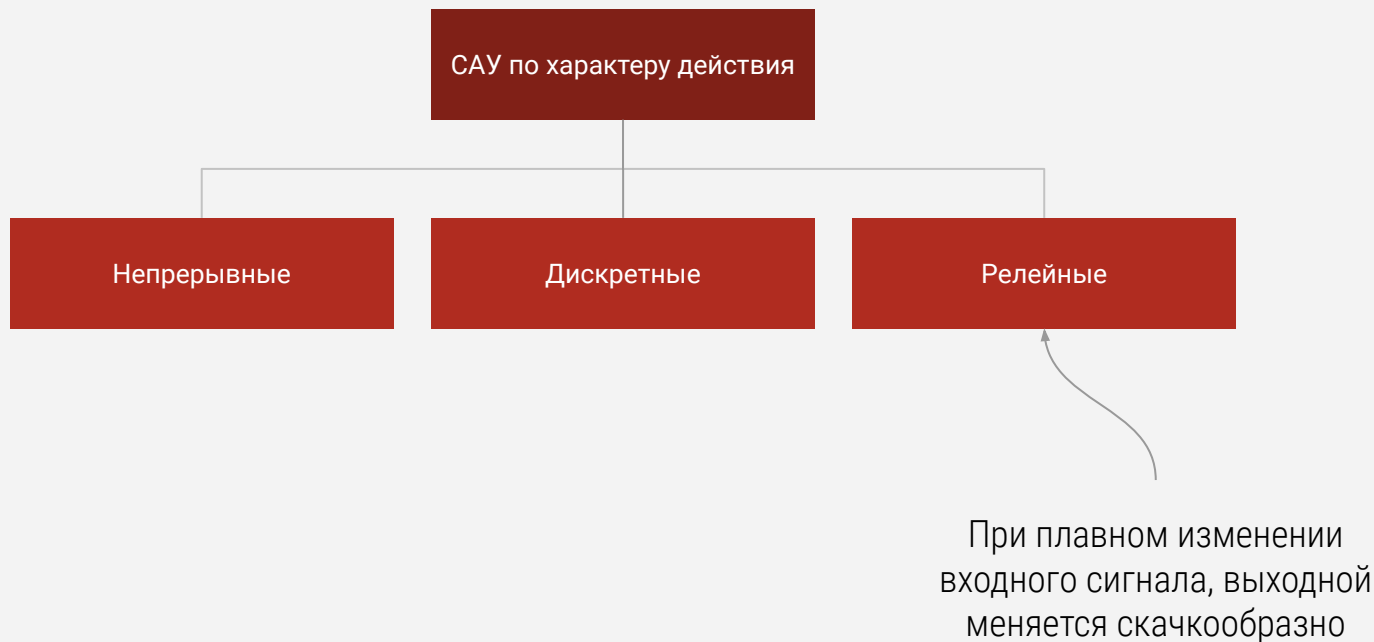 САУ по характеру действия
Непрерывные
Дискретные
Релейные
При плавном изменении
входного сигнала, выходной
меняется скачкообразно